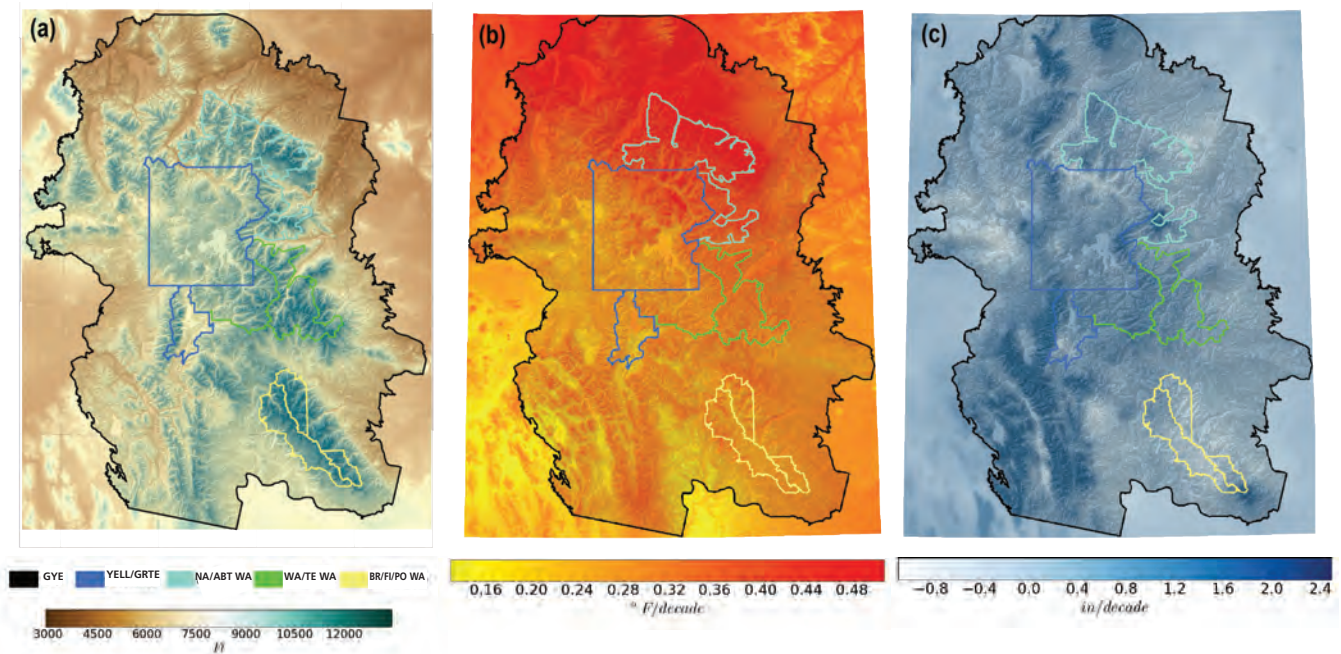 (a)
(b)
(c)
GYE YELL/GRTE NA/ABT WA WA/TE WA BR/FI/PO WA
3000 4500 6000 7500 9000 10500 12000
ft
0.16 0.20 0.24 0.28 0.32 0.36 0.40 0.44 0.48
° F/decade
−0.8 −0.4 0.0 0.4 0.8 1.2 1.6 2.0 2.4
in/decade